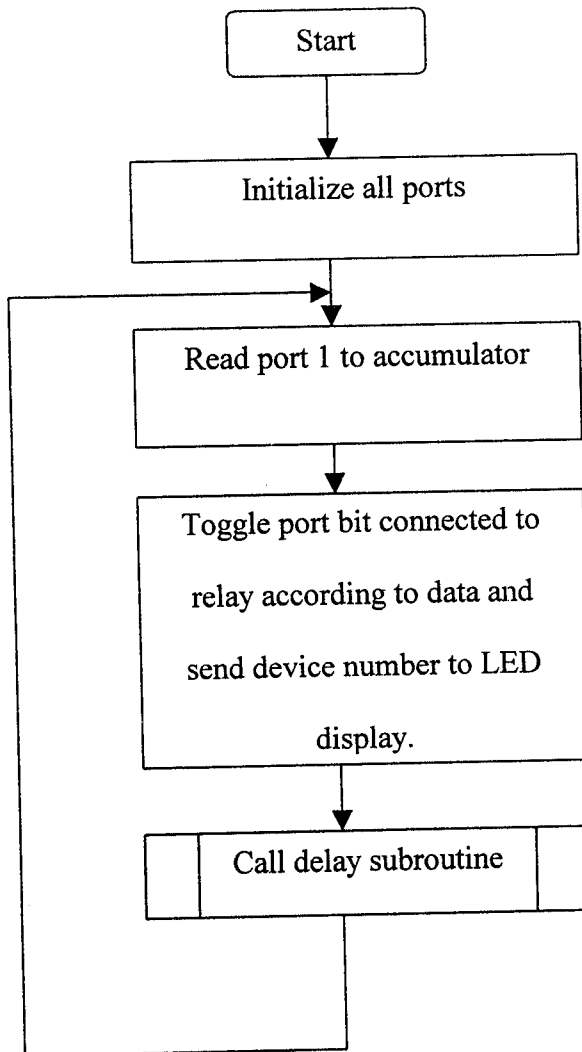 Start
Initialize all ports
Read port 1 to accumulator
Toggle port bit connected to
relay according to data and
send device number to LED
display.
Call delay subroutine